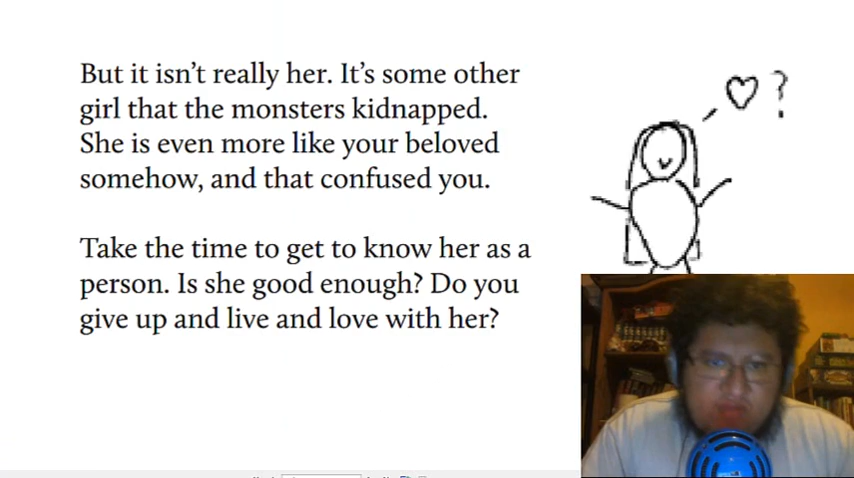 But it isn’t really her. It’s some other
girl that the monsters kidnapped.
She is even more like your beloved
somehow, and that confused you.
Take the time to get to know her as a
person. Is she good enough? Do you
give up and live and love with her?
?